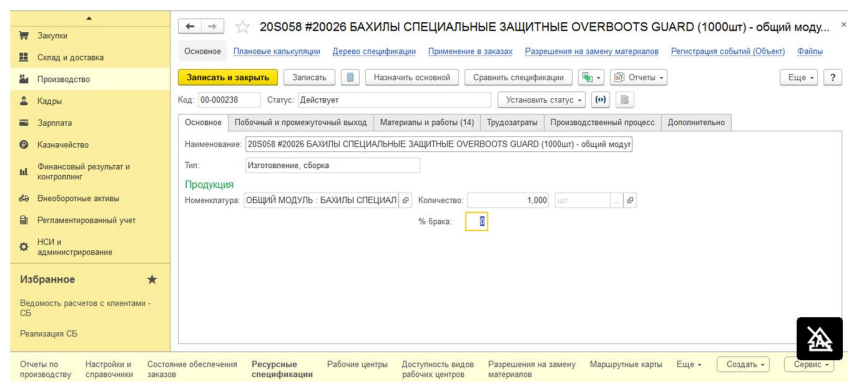 Закупки
Склад и доставка
Производство
Кадры
Зарплата
Казначейство
Финансовый результат и
контроллинг
Внеоборотные активы
Регламентированный учет
НСИ и
администрирование
Избранное
Ведомость расчетов с клиентами -
СБ
Реализация СБ
20S058 #20026 БАХИЛЫ СПЕЦИАЛЬНЫЕ ЗАЩИТНЫЕ OVERBOOTS GUARD (1000шт) - общий моду...
Основное Плановые калькуляции Дерево спецификации Применение в заказах Разрешения на замену материалов Регистрация событий (Объект) Файлы
Записать и закрыть Записать Назначить основной Сравнить спецификации Отчеты Еще ?
Код: 00-000238 Статус: Действует Установить статус
Основное Побочный и промежуточный выход Материалы и работы (14) Трудозатраты Производственный процесс Дополнительно
Наименование: 20S058 #20026 БАХИЛЫ СПЕЦИАЛЬНЫЕ ЗАЩИТНЫЕ OVERBOOTS GUARD (1000шт) - общий модул
Тип: Изготовление, сборка
Продукция
Номенклатура: ОБЩИЙ МОДУЛЬ : БАХИЛЫ СПЕЦИАЛ Количество: 1,000 шт ...
% брака: 0
Отчеты по
производству
Настройки и
справочники
Состояние обеспечения
заказов
Ресурсные
спецификации
Рабочие центры
Доступность видов
рабочих центров
Разрешения на замену
материалов
Маршрутные карты
Еще
Создать
Сервис